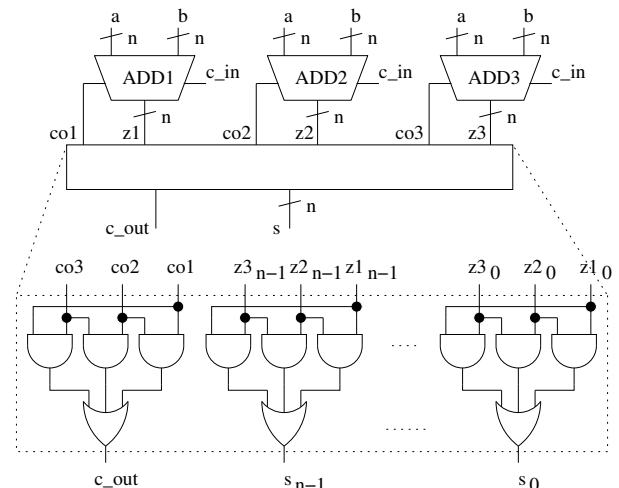 a b a b a b
n n n n n n
ADD1 c_in ADD2 c_in ADD3 c_in
n n n
co1 z1 co2 z2 co3 z3
n
c_out s
co3 co2 co1 z3 n−1 z2 n−1 z1 n−1 z3 0 z2 0 z1 0
.....
......
c_out s n−1 s 0